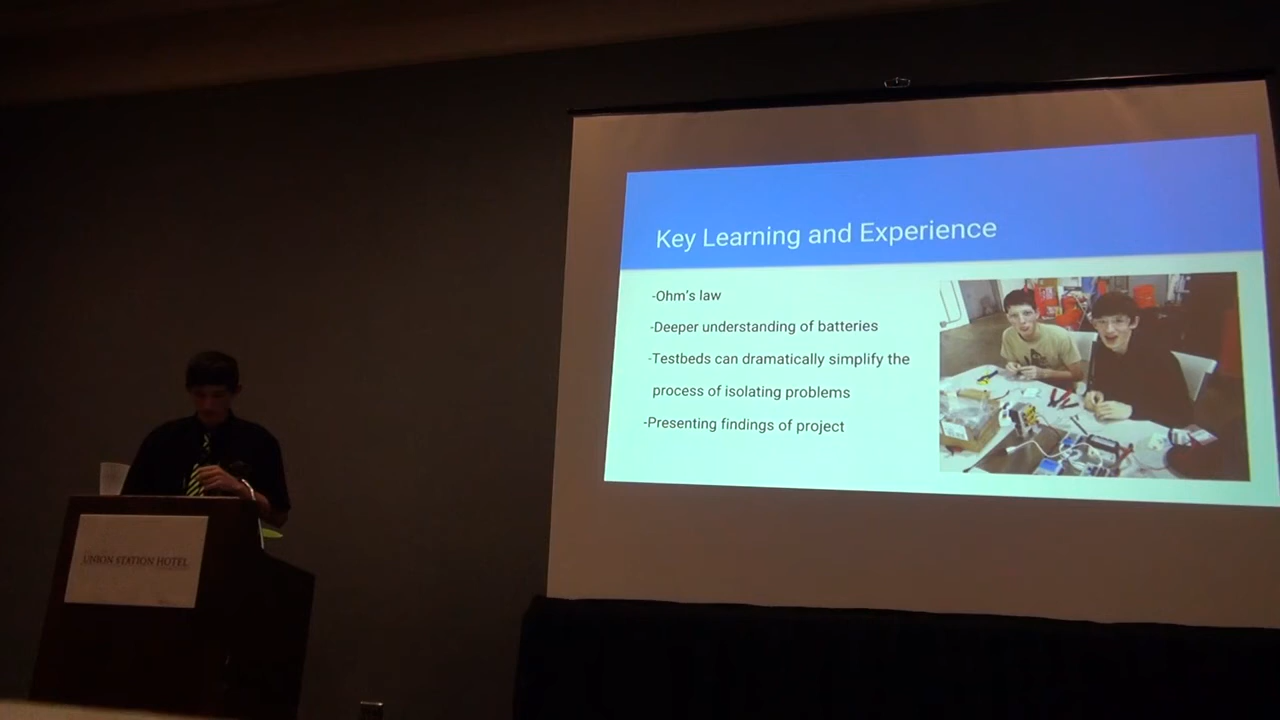 Key Learning and Experience
-Ohm's law
-Deeper understanding of batteries
-Testbeds can dramatically simplify the
process of isolating problems
-Presenting findings of project
UNION STATION HOTEL